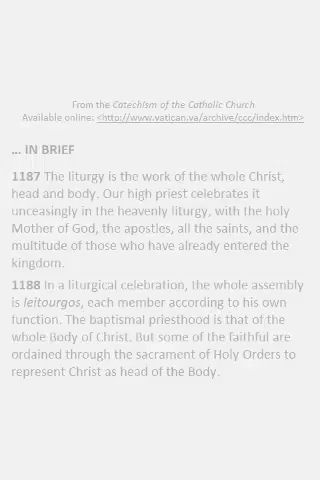 From the Catechism of the Catholic Church
Available online: <http://www.vatican.va/archive/ccc/index.htm>
... IN BRIEF
1187 The liturgy is the work of the whole Christ,
head and body. Our high priest celebrates it
unceasingly in the heavenly liturgy, with the holy
Mother of God, the apostles, all the saints, and the
multitude of those who have already entered the
kingdom.
1188 In a liturgical celebration, the whole assembly
is leitourgos, each member according to his own
function. The baptismal priesthood is that of the
whole Body of Christ. But some of the faithful are
ordained through the sacrament of Holy Orders to
represent Christ as head of the Body.